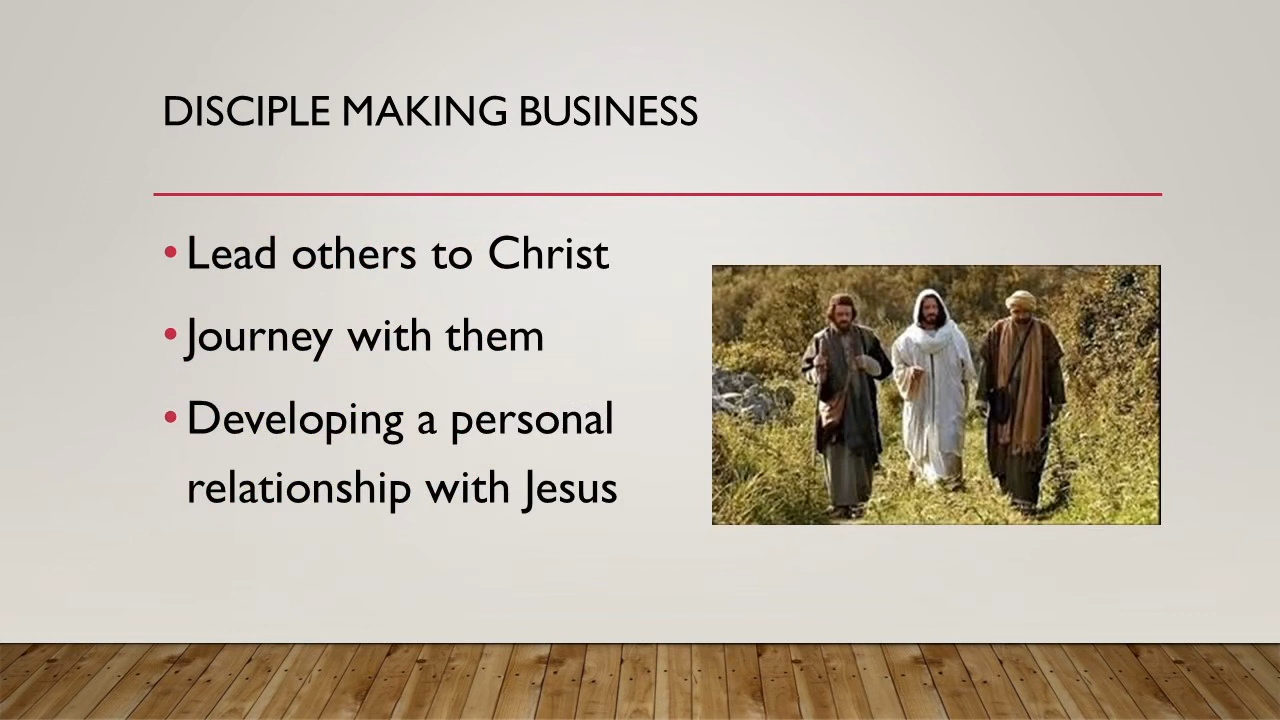 DISCIPLE MAKING BUSINESS
• Lead others to Christ
• Journey with them
• Developing a personal
relationship with Jesus